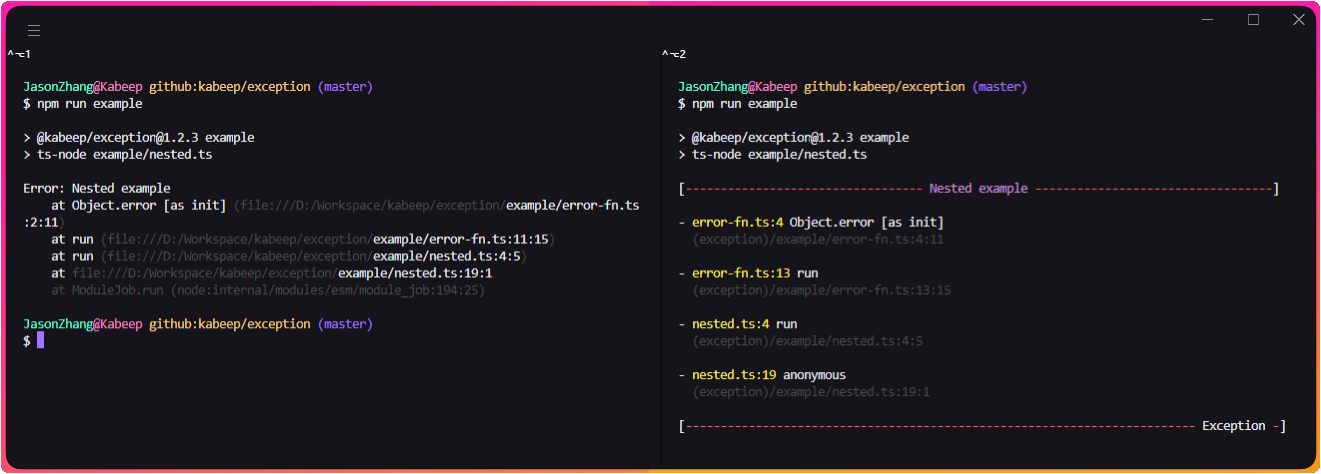 ^⌥1
JasonZhang@Kabeep github:kabeep/exception (master)
$ npm run example
> @kabeep/exception@1.2.3 example
> ts-node example/nested.ts
Error: Nested example
    at Object.error [as init] (file:///D:/Workspace/kabeep/exception/example/error-fn.ts
:2:11)
    at run (file:///D:/Workspace/kabeep/exception/example/error-fn.ts:11:15)
    at run (file:///D:/Workspace/kabeep/exception/example/nested.ts:4:5)
    at file:///D:/Workspace/kabeep/exception/example/nested.ts:19:1
    at ModuleJob.run (node:internal/modules/esm/module_job:194:25)
JasonZhang@Kabeep github:kabeep/exception (master)
$
^⌥2
JasonZhang@Kabeep github:kabeep/exception (master)
$ npm run example
> @kabeep/exception@1.2.3 example
> ts-node example/nested.ts
[---------------------------------- Nested example ----------------------------------]
- error-fn.ts:4 Object.error [as init]
  (exception)/example/error-fn.ts:4:11
- error-fn.ts:13 run
  (exception)/example/error-fn.ts:13:15
- nested.ts:4 run
  (exception)/example/nested.ts:4:5
- nested.ts:19 anonymous
  (exception)/example/nested.ts:19:1
[------------------------------------------------------------------------- Exception -]